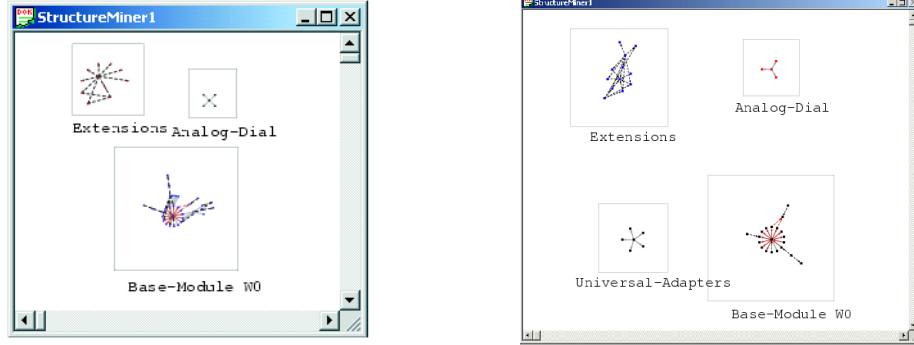 StructureMiner1
Extensions
Analog-Dial
Base-Module W0
StructureMiner1
Extensions
Analog-Dial
Universal-Adapters
Base-Module W0